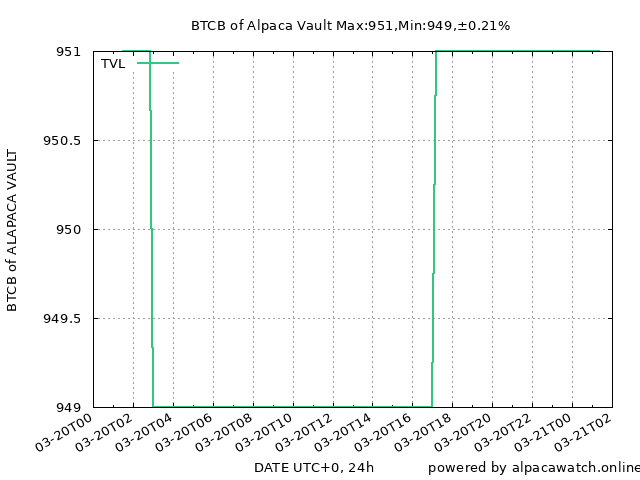 BTCB of Alpaca Vault Max:951,Min:949,±0.21%
TVL
951
950.5
950
949.5
949
BTCB of ALAPACA VAULT
03-20T00
03-20T02
03-20T04
03-20T06
03-20T08
03-20T10
03-20T12
03-20T14
03-20T16
03-20T18
03-20T20
03-20T22
03-21T00
03-21T02
DATE UTC+0, 24h
powered by alpacawatch.online